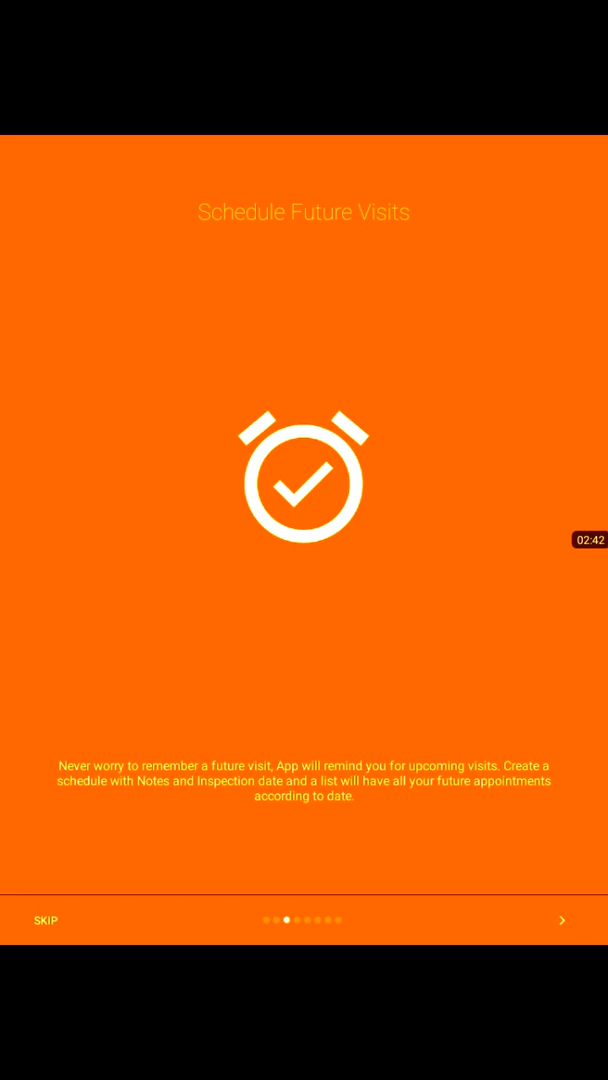 Schedule Future Visits
02:42
Never worry to remember a future visit, App will remind you for upcoming visits. Create a
schedule with Notes and Inspection date and a list will have all your future appointments
according to date.
SKIP